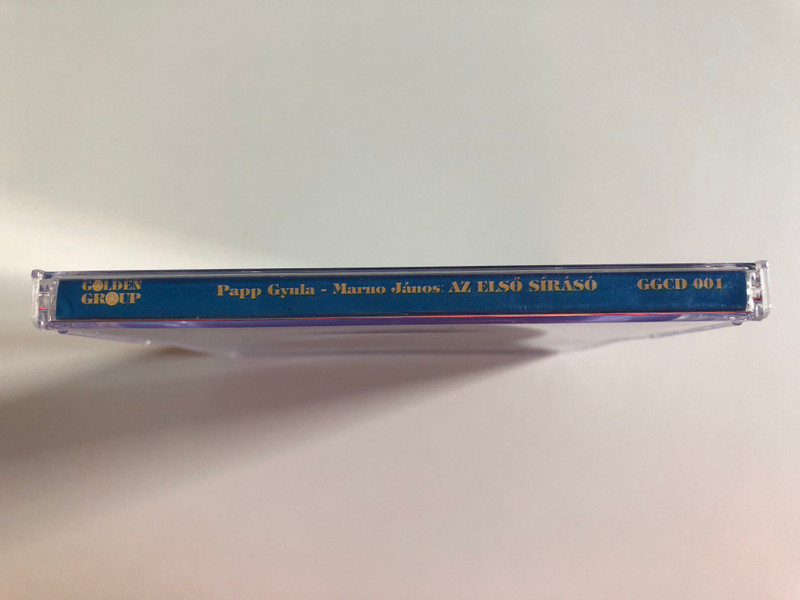 GOLDEN
GROUP
Papp Gyula - Marno János: AZ ELSŐ SÍRÁSÓ
GGCD 001